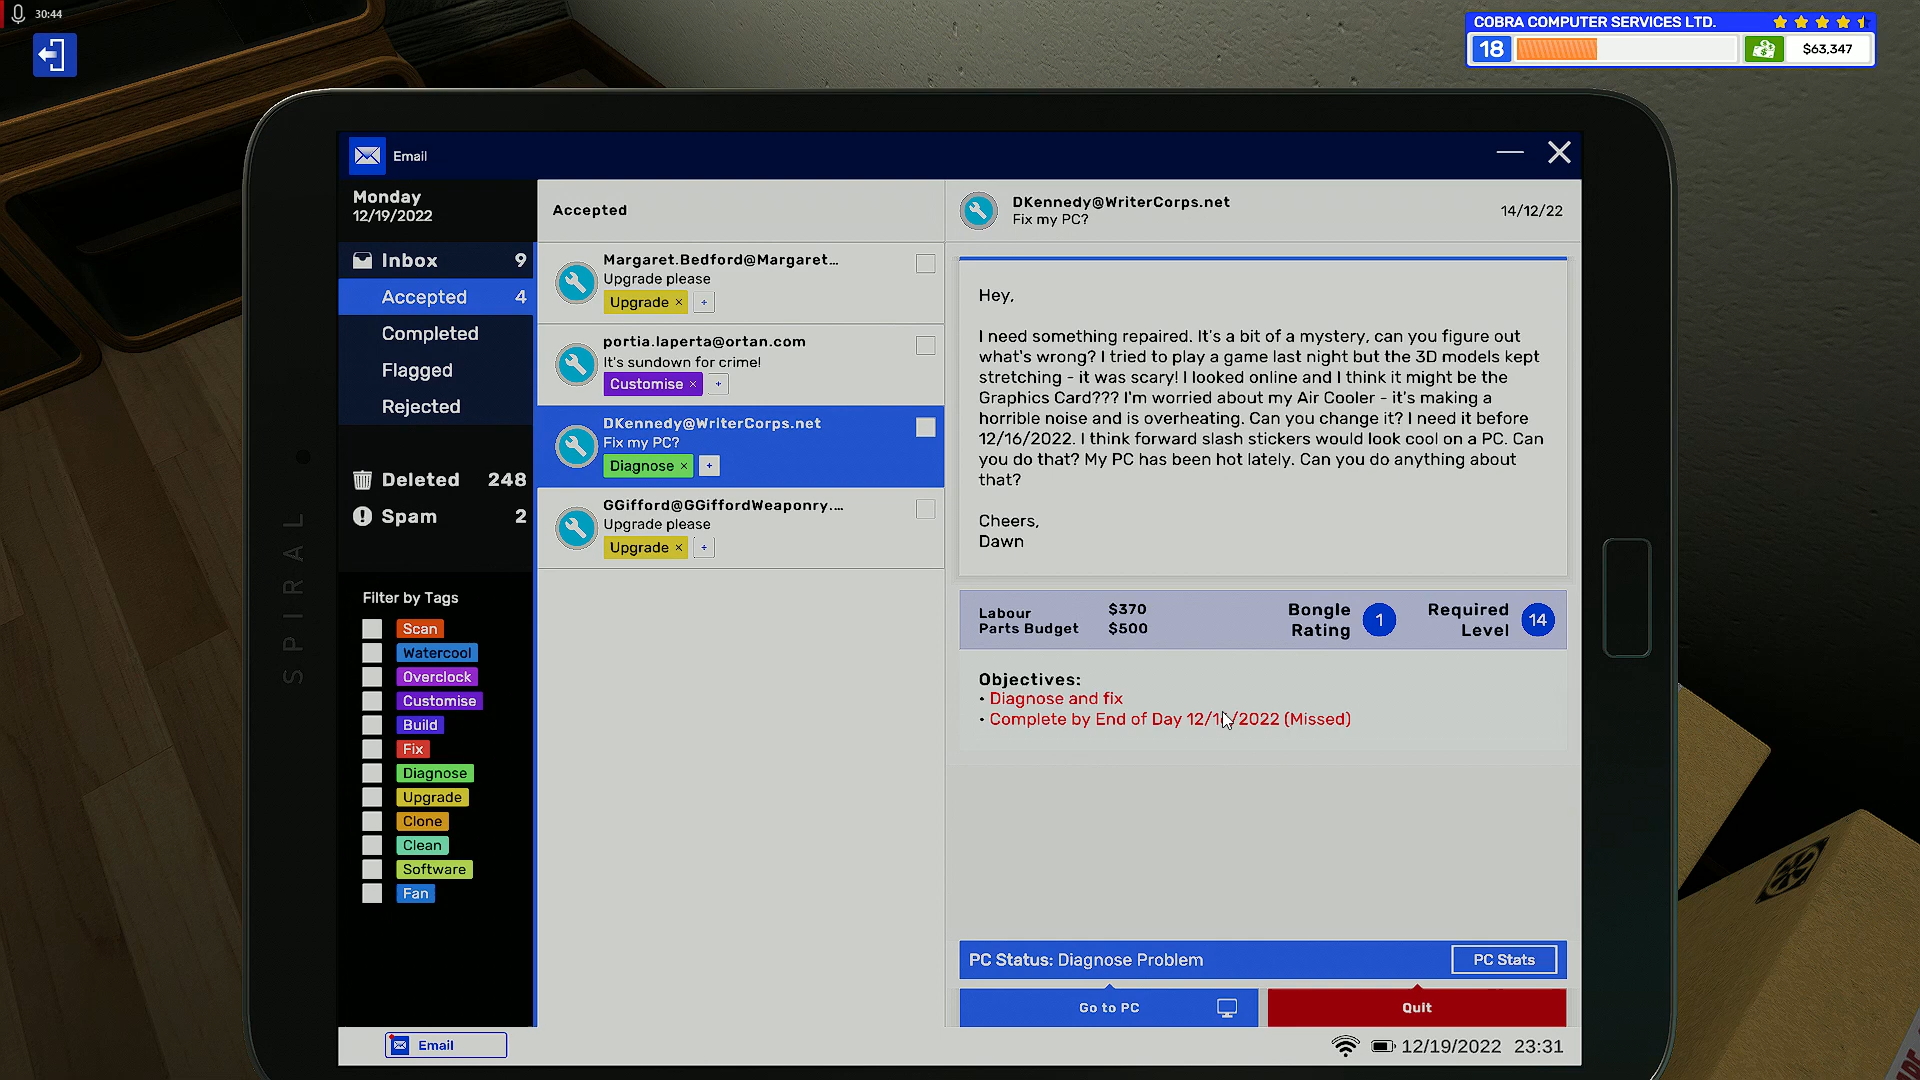 30:44
COBRA COMPUTER SERVICES LTD.
18
$63,347
Email
Monday
12/19/2022
Inbox 9
Accepted 4
Completed
Flagged
Rejected
Deleted 248
Spam 2
Filter by Tags
Scan
Watercool
Overclock
Customise
Build
Fix
Diagnose
Upgrade
Clone
Clean
Software
Fan
Accepted
Margaret.Bedford@Margaret...
Upgrade please
Upgrade × +
portia.laperta@ortan.com
It's sundown for crime!
Customise × +
DKennedy@WriterCorps.net
Fix my PC?
Diagnose × +
GGifford@GGiffordWeaponry....
Upgrade please
Upgrade × +
DKennedy@WriterCorps.net
Fix my PC?
14/12/22
Hey,
I need something repaired. It's a bit of a mystery, can you figure out
what's wrong? I tried to play a game last night but the 3D models kept
stretching - it was scary! I looked online and I think it might be the
Graphics Card??? I'm worried about my Air Cooler - it's making a
horrible noise and is overheating. Can you change it? I need it before
12/16/2022. I think forward slash stickers would look cool on a PC. Can
you do that? My PC has been hot lately. Can you do anything about
that?
Cheers,
Dawn
Labour $370
Parts Budget $500
Bongle Rating 1
Required Level 14
Objectives:
• Diagnose and fix
• Complete by End of Day 12/16/2022 (Missed)
PC Status: Diagnose Problem
PC Stats
Go to PC
Quit
Email
12/19/2022 23:31
SPIRAL